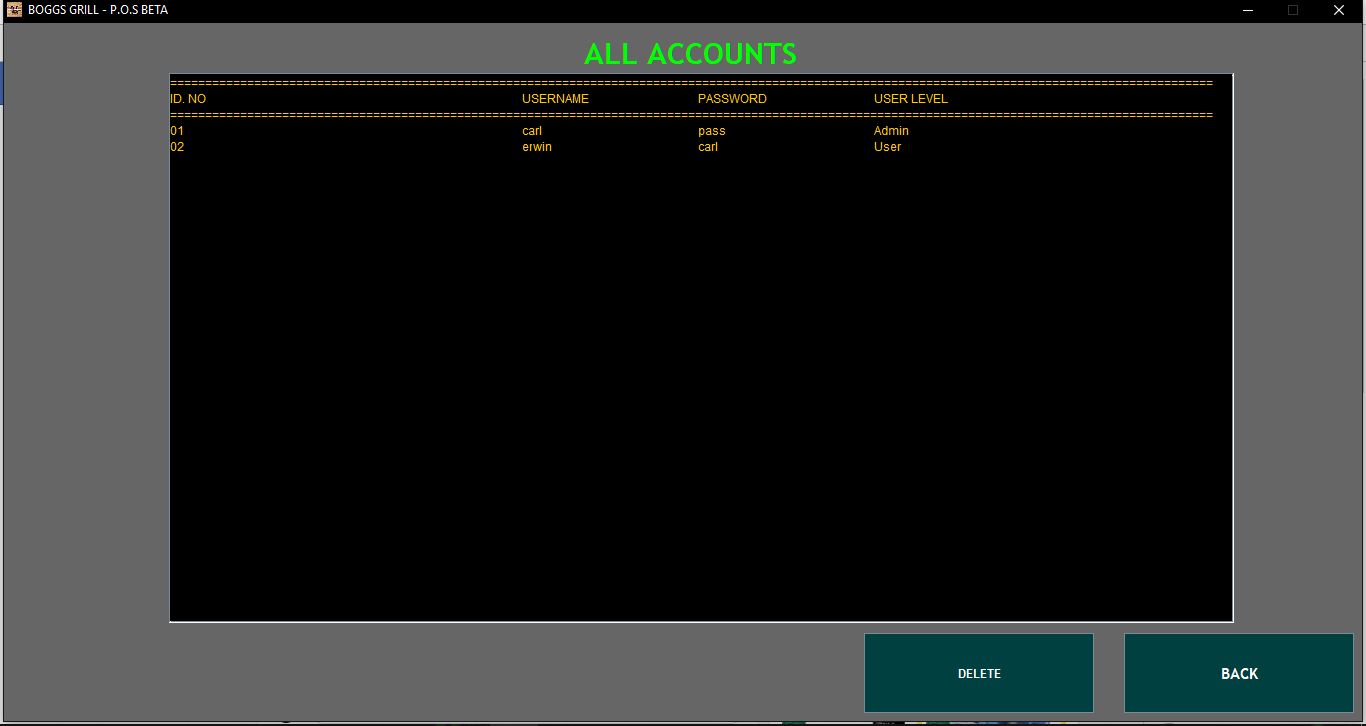 BOGGS GRILL - P.O.S BETA
ALL ACCOUNTS
====================================================================================================================================================
ID. NO USERNAME PASSWORD USER LEVEL
====================================================================================================================================================
01 carl pass Admin
02 erwin carl User
DELETE BACK